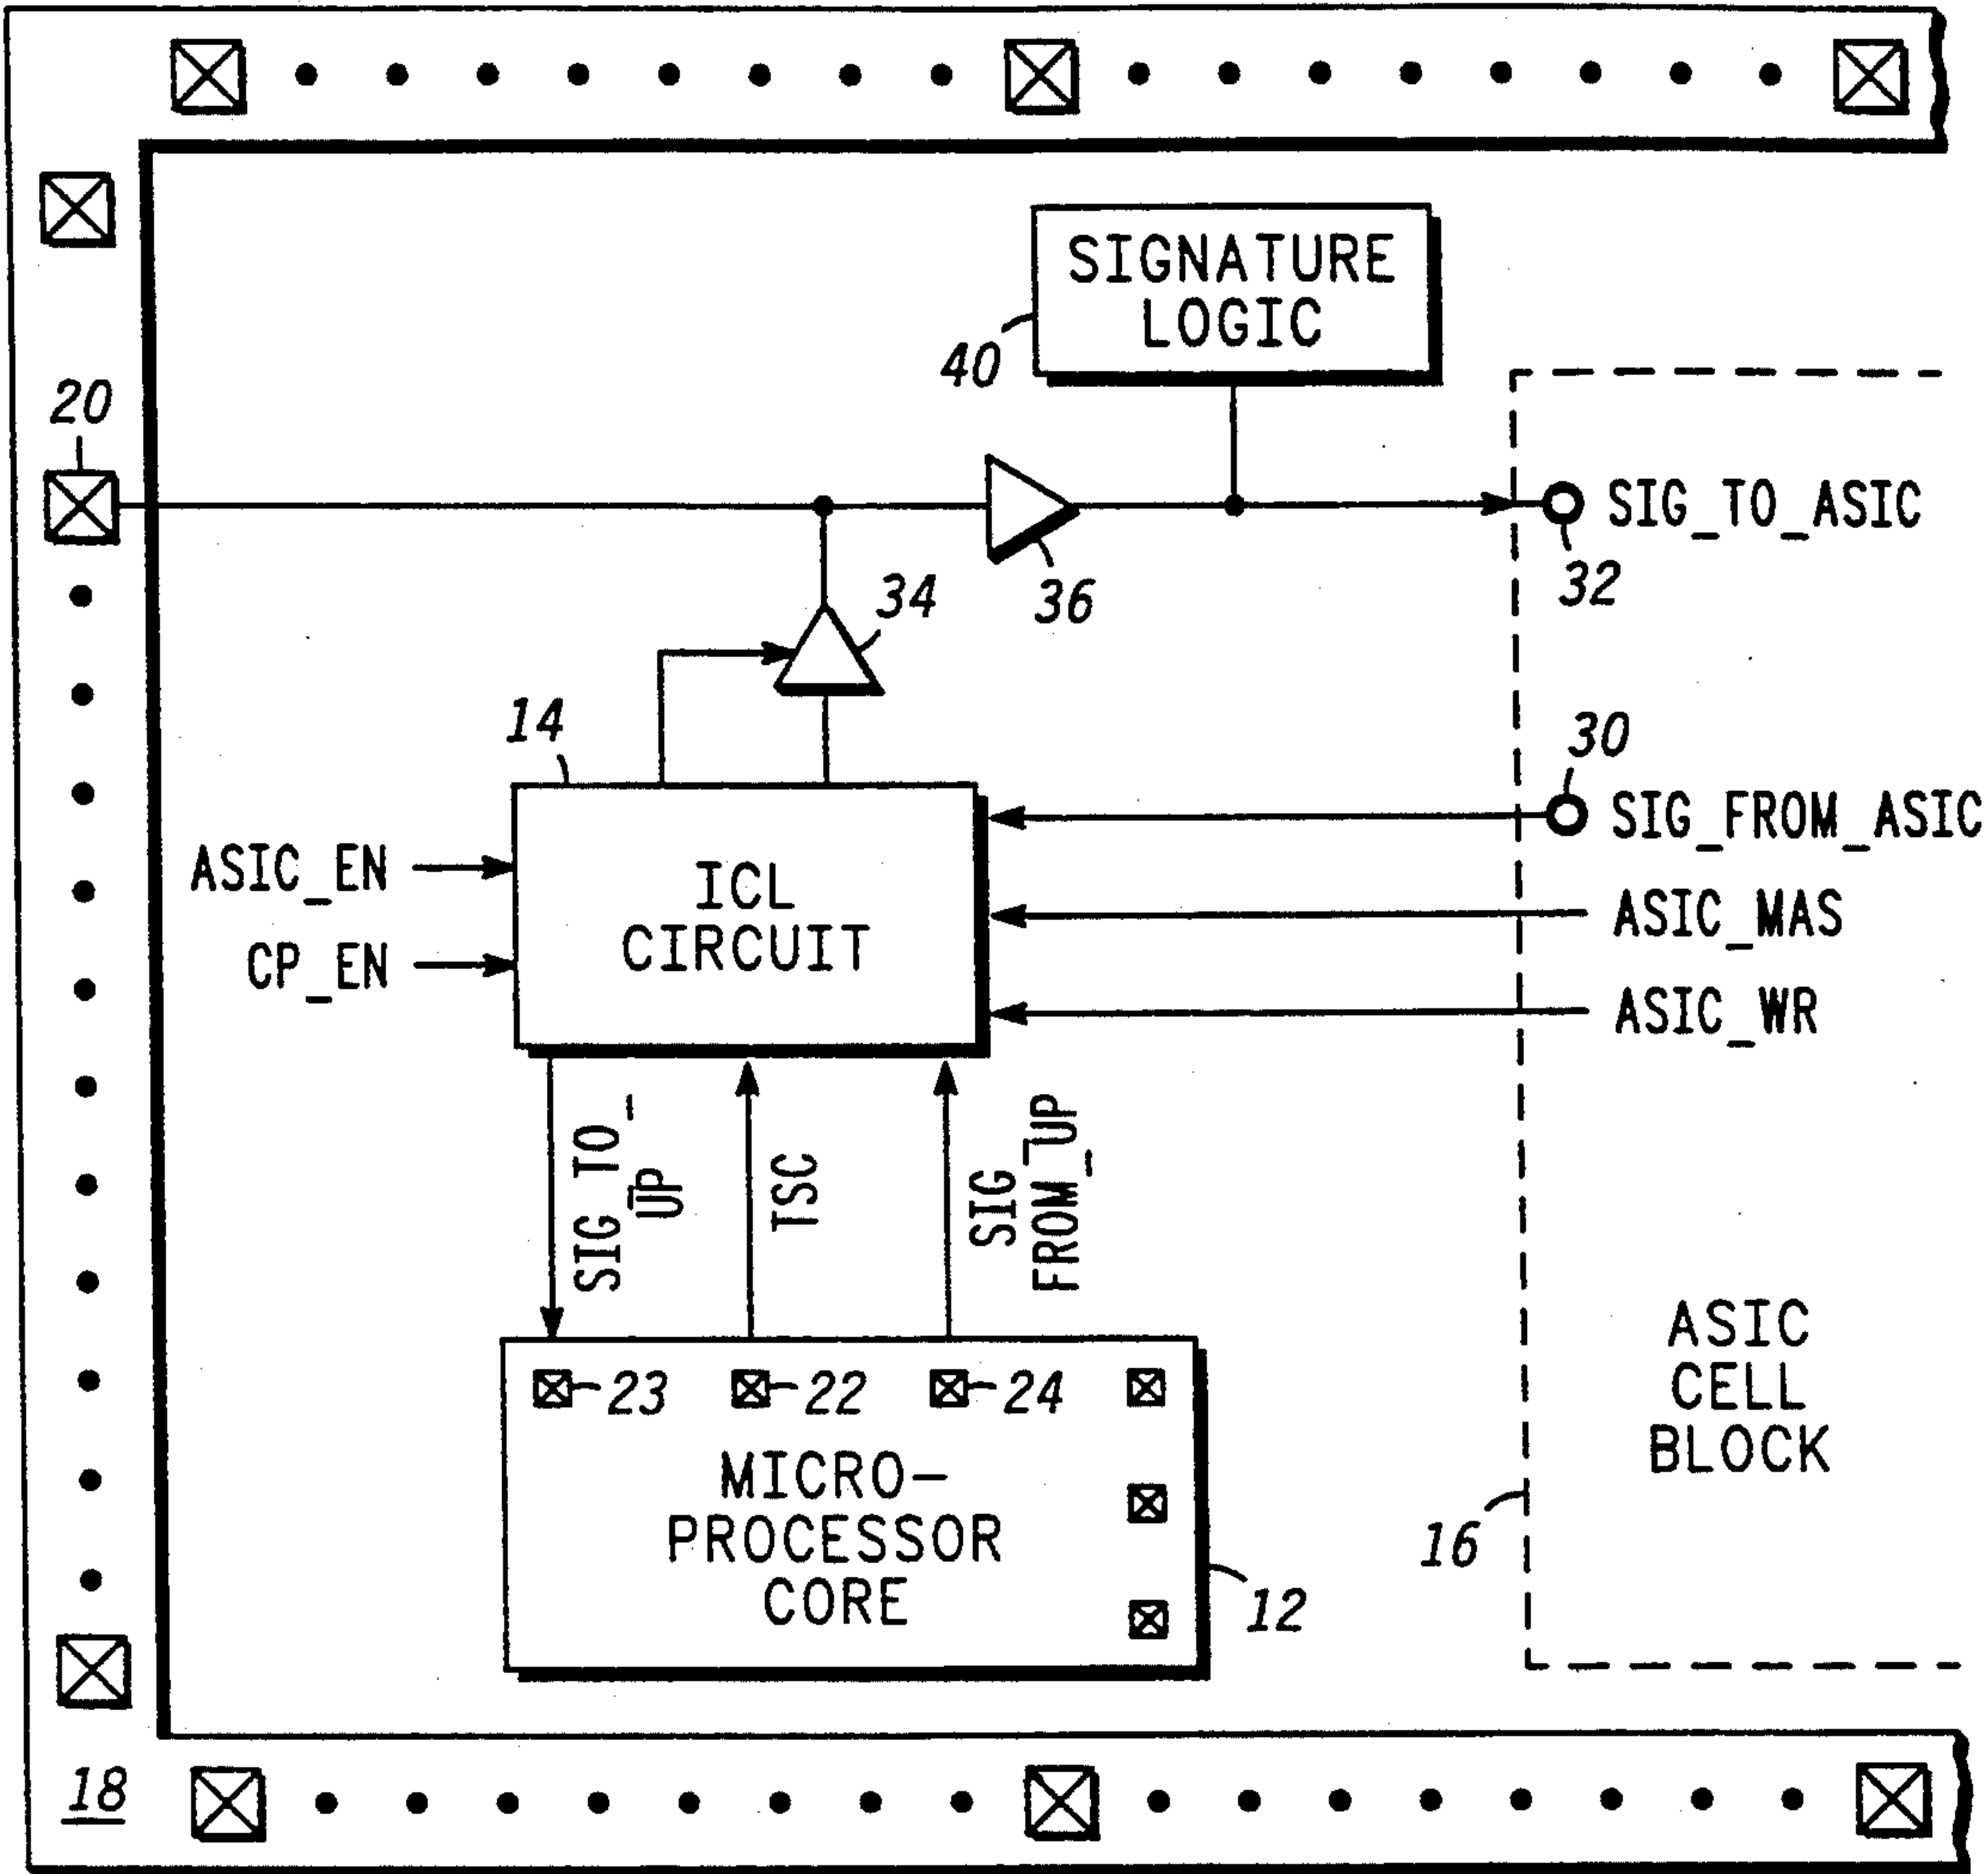 SIGNATURE
LOGIC
40
20
SIG_TO_ASIC
32
36
34
14
30
SIG_FROM_ASIC
ASIC_EN
ICL
CIRCUIT
ASIC_MAS
CP_EN
ASIC_WR
SIG_TO_
UP
TSC
SIG_
FROM_UP
23
22
24
MICRO-
PROCESSOR
CORE
12
ASIC
CELL
BLOCK
16
18